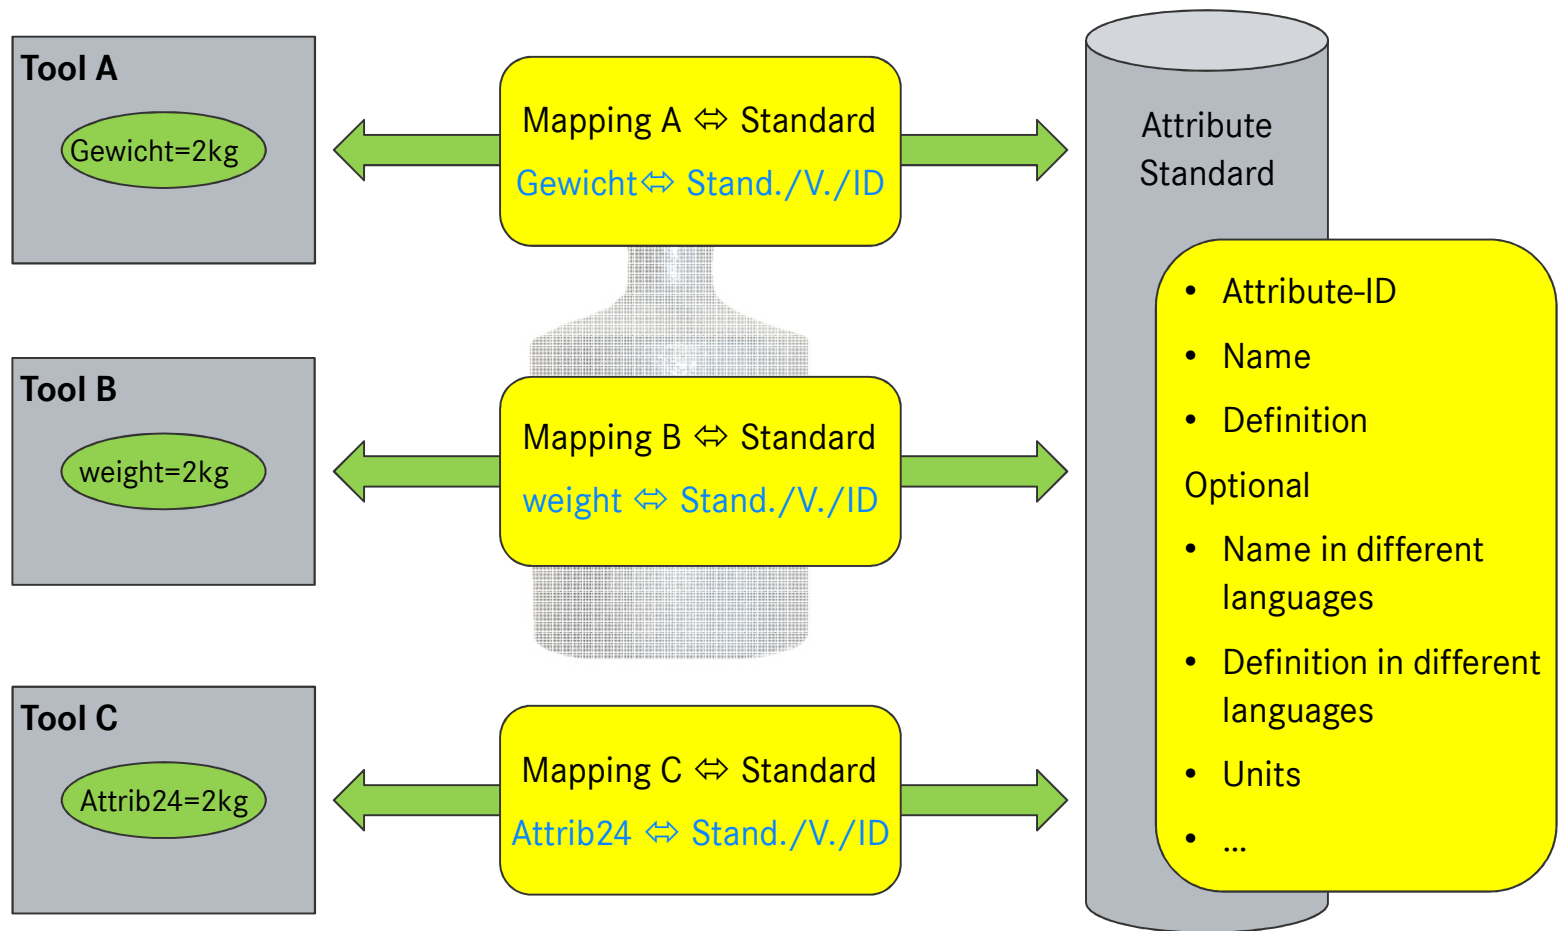 Tool A
Gewicht=2kg
Mapping A ⇔ Standard
Gewicht⇔ Stand./V./ID
Attribute
Standard
Tool B
weight=2kg
Mapping B ⇔ Standard
weight ⇔ Stand./V./ID
Tool C
Attrib24=2kg
Mapping C ⇔ Standard
Attrib24 ⇔ Stand./V./ID
• Attribute-ID
• Name
• Definition
Optional
• Name in different
languages
• Definition in different
languages
• Units
• ...